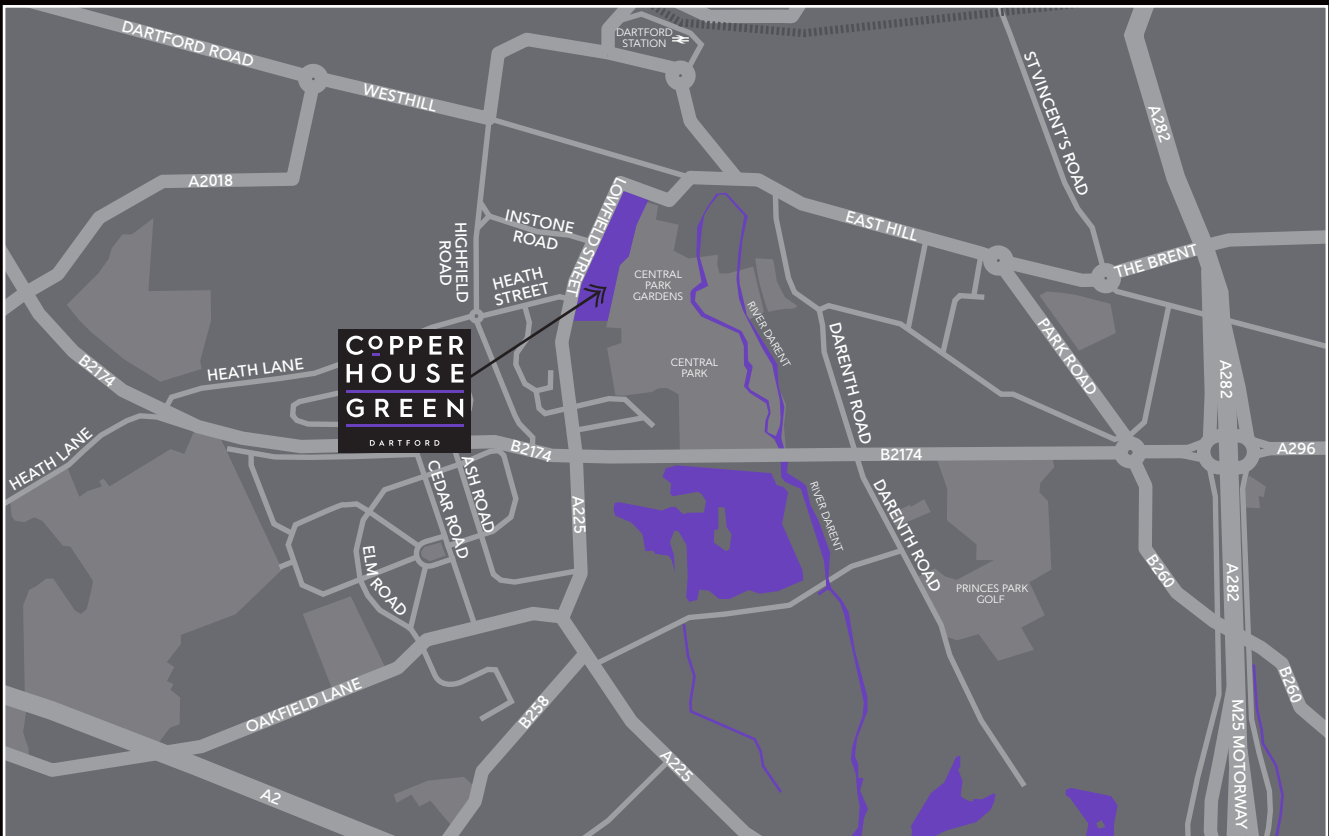 DARTFORD ROAD
WESTHILL
DARTFORD
STATION
ST VINCENT'S ROAD
A282
A2018
LOWFIELD STREET
INSTONE
ROAD
HIGHFIELD
ROAD
HEATH
STREET
EAST HILL
THE BRENT
CENTRAL
PARK
GARDENS
RIVER DARENT
CENTRAL
PARK
DARENTH ROAD
PARK ROAD
A282
COPPER
HOUSE
GREEN
DARTFORD
B2174
HEATH LANE
HEATH LANE
B2174
B2174
A296
CEDAR ROAD
ASH ROAD
A225
RIVER DARENT
DARENTH ROAD
ELM ROAD
PRINCES PARK
GOLF
B260
A282
B260
OAKFIELD LANE
B258
A225
A2
M25 MOTORWAY